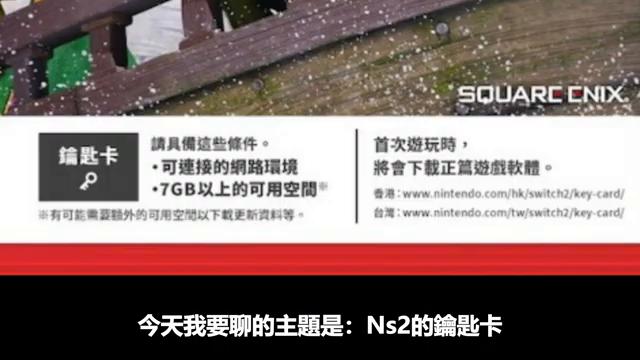 SQUARE ENIX
鑰匙卡
請具備這些條件。
•可連接的網路環境
•7GB以上的可用空間※
※有可能需要額外的可用空間以下載更新資料等。
首次遊玩時，
將會下載正篇遊戲軟體。
香港：www.nintendo.com/hk/switch2/key-card/
台灣：www.nintendo.com/tw/switch2/key-card/
今天我要聊的主題是：Ns2的鑰匙卡